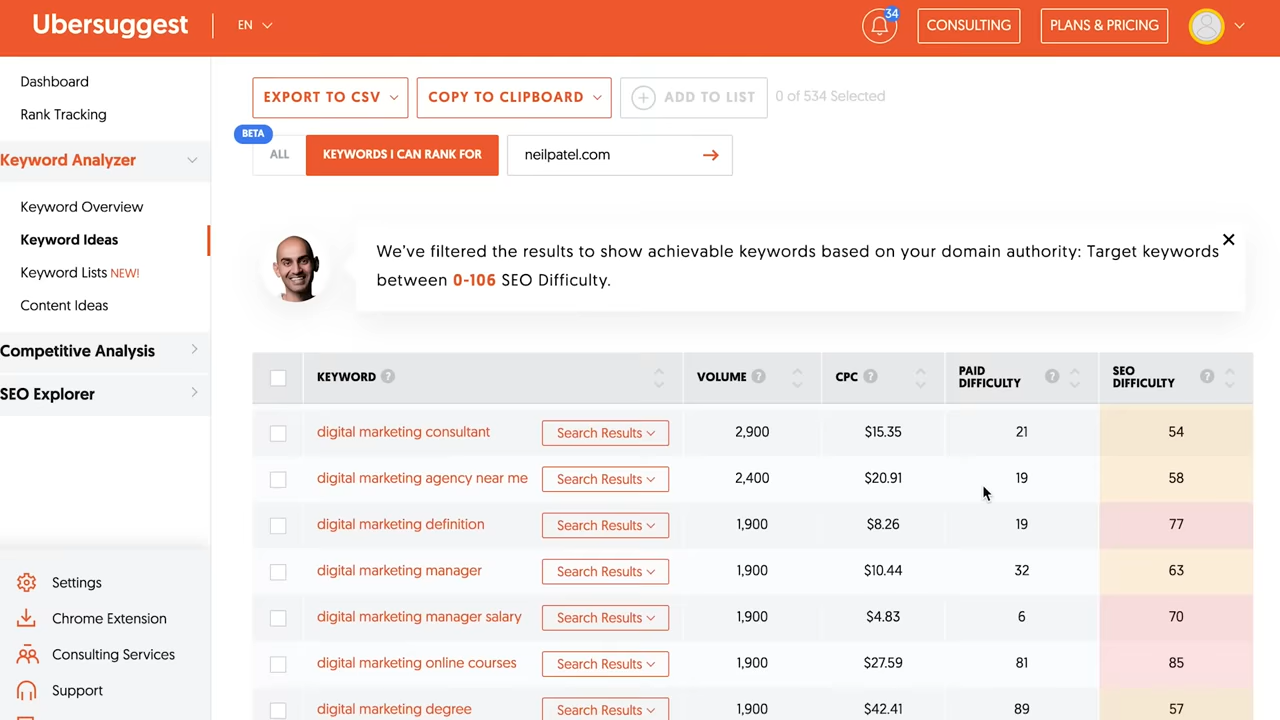 Ubersuggest
EN
34
CONSULTING
PLANS & PRICING
Dashboard
Rank Tracking
Keyword Analyzer
Keyword Overview
Keyword Ideas
Keyword Lists NEW!
Content Ideas
Competitive Analysis
SEO Explorer
Settings
Chrome Extension
Consulting Services
Support
EXPORT TO CSV
COPY TO CLIPBOARD
ADD TO LIST
0 of 534 Selected
BETA
ALL
KEYWORDS I CAN RANK FOR
neilpatel.com
We've filtered the results to show achievable keywords based on your domain authority: Target keywords
between 0-106 SEO Difficulty.
KEYWORD ? VOLUME ? CPC ? PAID DIFFICULTY ? SEO DIFFICULTY ?
digital marketing consultant Search Results 2,900 $15.35 21 54
digital marketing agency near me Search Results 2,400 $20.91 19 58
digital marketing definition Search Results 1,900 $8.26 19 77
digital marketing manager Search Results 1,900 $10.44 32 63
digital marketing manager salary Search Results 1,900 $4.83 6 70
digital marketing online courses Search Results 1,900 $27.59 81 85
digital marketing degree Search Results 1,900 $42.41 89 57